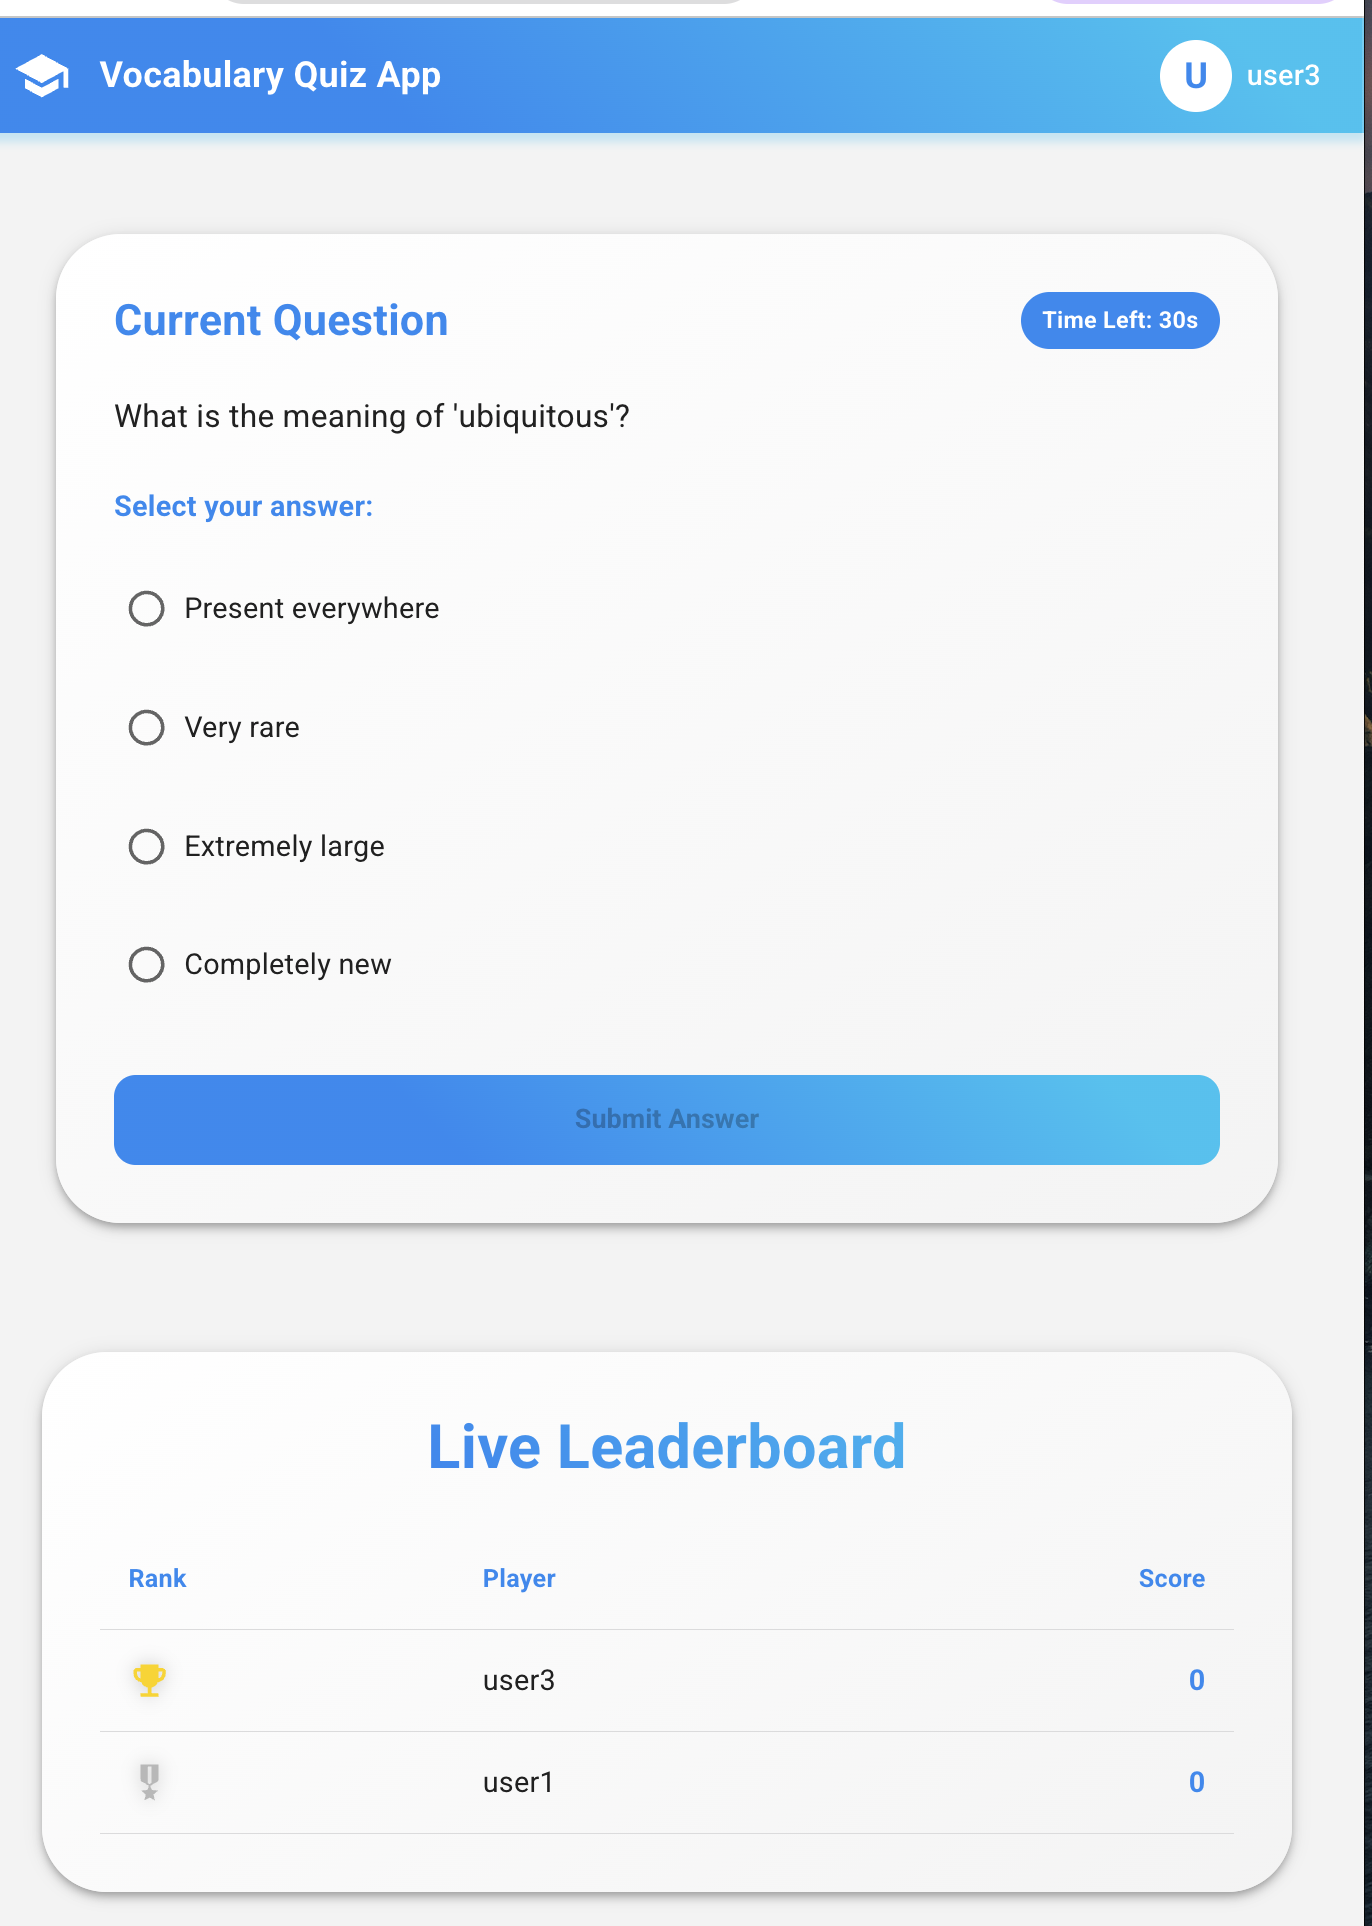 Vocabulary Quiz App
U user3
Current Question
Time Left: 30s
What is the meaning of 'ubiquitous'?
Select your answer:
Present everywhere
Very rare
Extremely large
Completely new
Submit Answer
Live Leaderboard
Rank Player Score
user3 0
user1 0